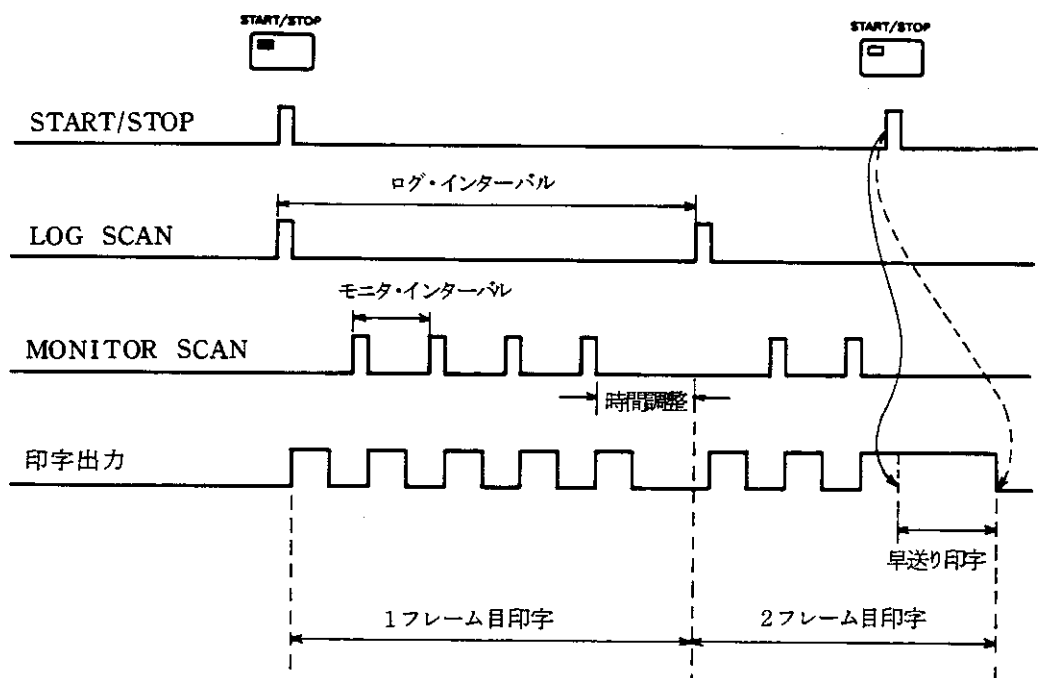 START/STOP
START/STOP
START/STOP
ログ・インターバル
LOG SCAN
モニタ・インターバル
MONITOR SCAN
時間調整
印字出力
早送り印字
1フレーム目印字
2フレーム目印字